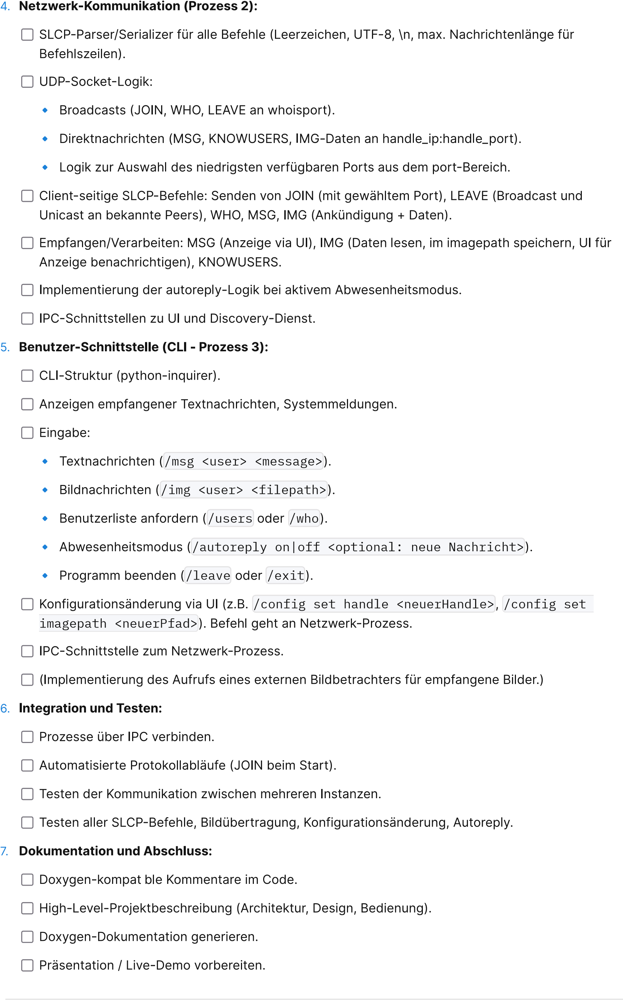 4. Netzwerk-Kommunikation (Prozess 2):
SLCP-Parser/Serializer für alle Befehle (Leerzeichen, UTF-8, \n, max. Nachrichtenlänge für
Befehlszeilen).
UDP-Socket-Logik:
Broadcasts (JOIN, WHO, LEAVE an whoisport).
Direktnachrichten (MSG, KNOWUSERS, IMG-Daten an handle_ip:handle_port).
Logik zur Auswahl des niedrigsten verfügbaren Ports aus dem port-Bereich.
Client-seitige SLCP-Befehle: Senden von JOIN (mit gewähltem Port), LEAVE (Broadcast und
Unicast an bekannte Peers), WHO, MSG, IMG (Ankündigung + Daten).
Empfangen/Verarbeiten: MSG (Anzeige via UI), IMG (Daten lesen, im imagepath speichern, UI für
Anzeige benachrichtigen), KNOWUSERS.
Implementierung der autoreply-Logik bei aktivem Abwesenheitsmodus.
IPC-Schnittstellen zu UI und Discovery-Dienst.
5. Benutzer-Schnittstelle (CLI - Prozess 3):
CLI-Struktur (python-inquirer).
Anzeigen empfangener Textnachrichten, Systemmeldungen.
Eingabe:
Textnachrichten (/msg <user> <message>).
Bildnachrichten (/img <user> <filepath>).
Benutzerliste anfordern (/users oder /who).
Abwesenheitsmodus (/autoreply on|off <optional: neue Nachricht>).
Programm beenden (/leave oder /exit).
Konfigurationsänderung via UI (z.B. /config set handle <neuerHandle>, /config set
imagepath <neuerPfad>). Befehl geht an Netzwerk-Prozess.
IPC-Schnittstelle zum Netzwerk-Prozess.
(Implementierung des Aufrufs eines externen Bildbetrachters für empfangene Bilder.)
6. Integration und Testen:
Prozesse über IPC verbinden.
Automatisierte Protokollabläufe (JOIN beim Start).
Testen der Kommunikation zwischen mehreren Instanzen.
Testen aller SLCP-Befehle, Bildübertragung, Konfigurationsänderung, Autoreply.
7. Dokumentation und Abschluss:
Doxygen-kompat ble Kommentare im Code.
High-Level-Projektbeschreibung (Architektur, Design, Bedienung).
Doxygen-Dokumentation generieren.
Präsentation / Live-Demo vorbereiten.